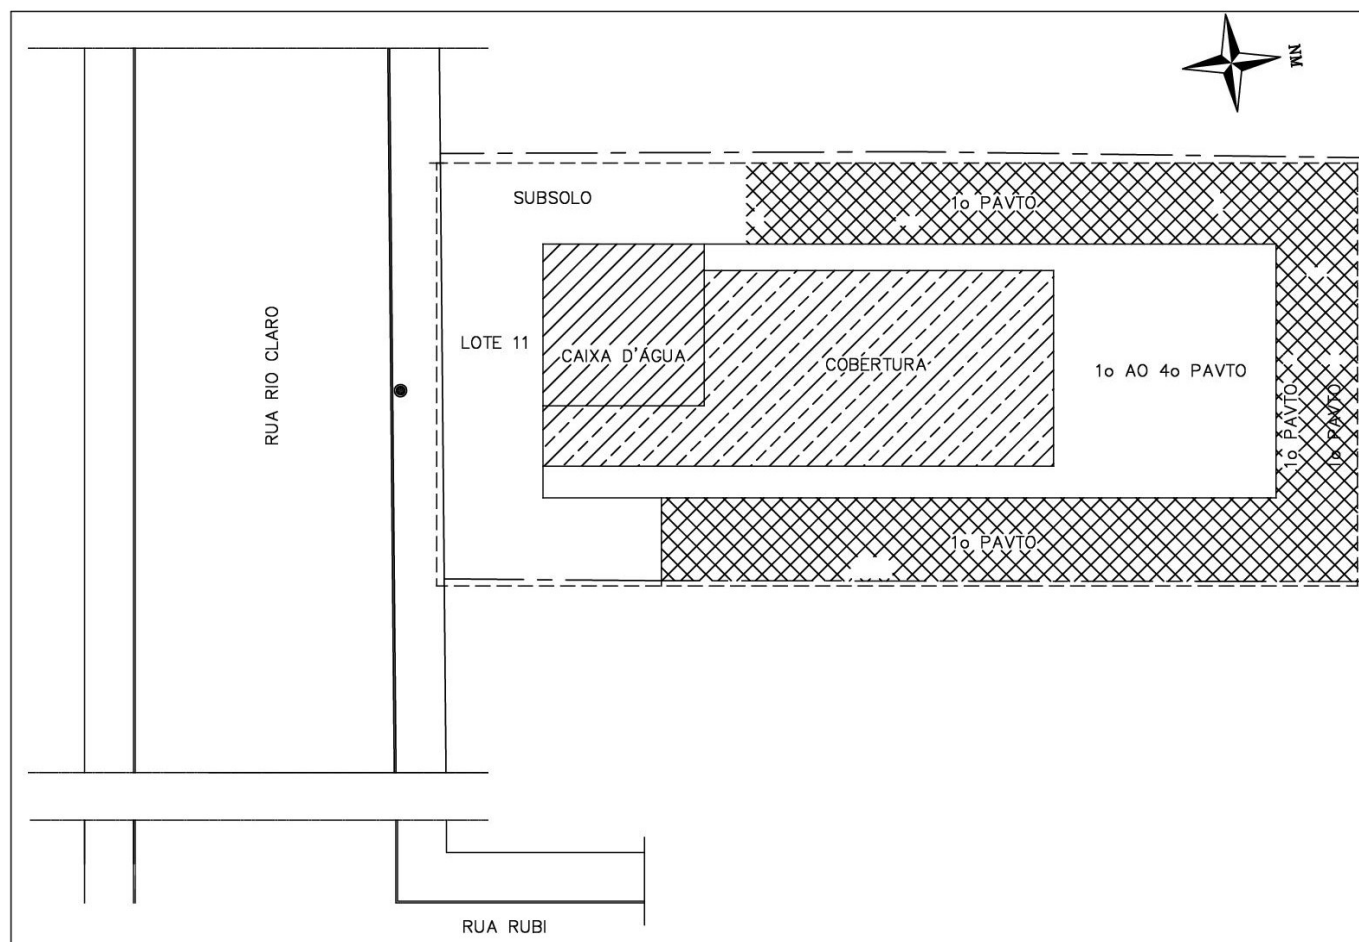 NM
SUBSOLO
1o PAVTO
RUA RIO CLARO
LOTE 11
CAIXA D'ÁGUA
COBERTURA
1o AO 4o PAVTO
1o PAVTO
1o PAVTO
1o PAVTO
RUA RUBI